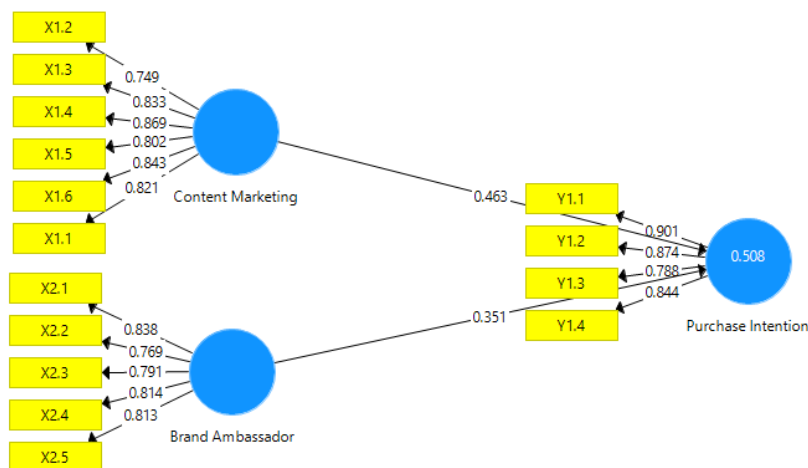 X1.2
X1.3
X1.4
X1.5
X1.6
X1.1
0.749
0.833
0.869
0.802
0.843
0.821
Content Marketing
X2.1
X2.2
X2.3
X2.4
X2.5
0.838
0.769
0.791
0.814
0.813
Brand Ambassador
0.463
0.351
Y1.1
Y1.2
Y1.3
Y1.4
0.901
0.874
0.788
0.844
0.508
Purchase Intention